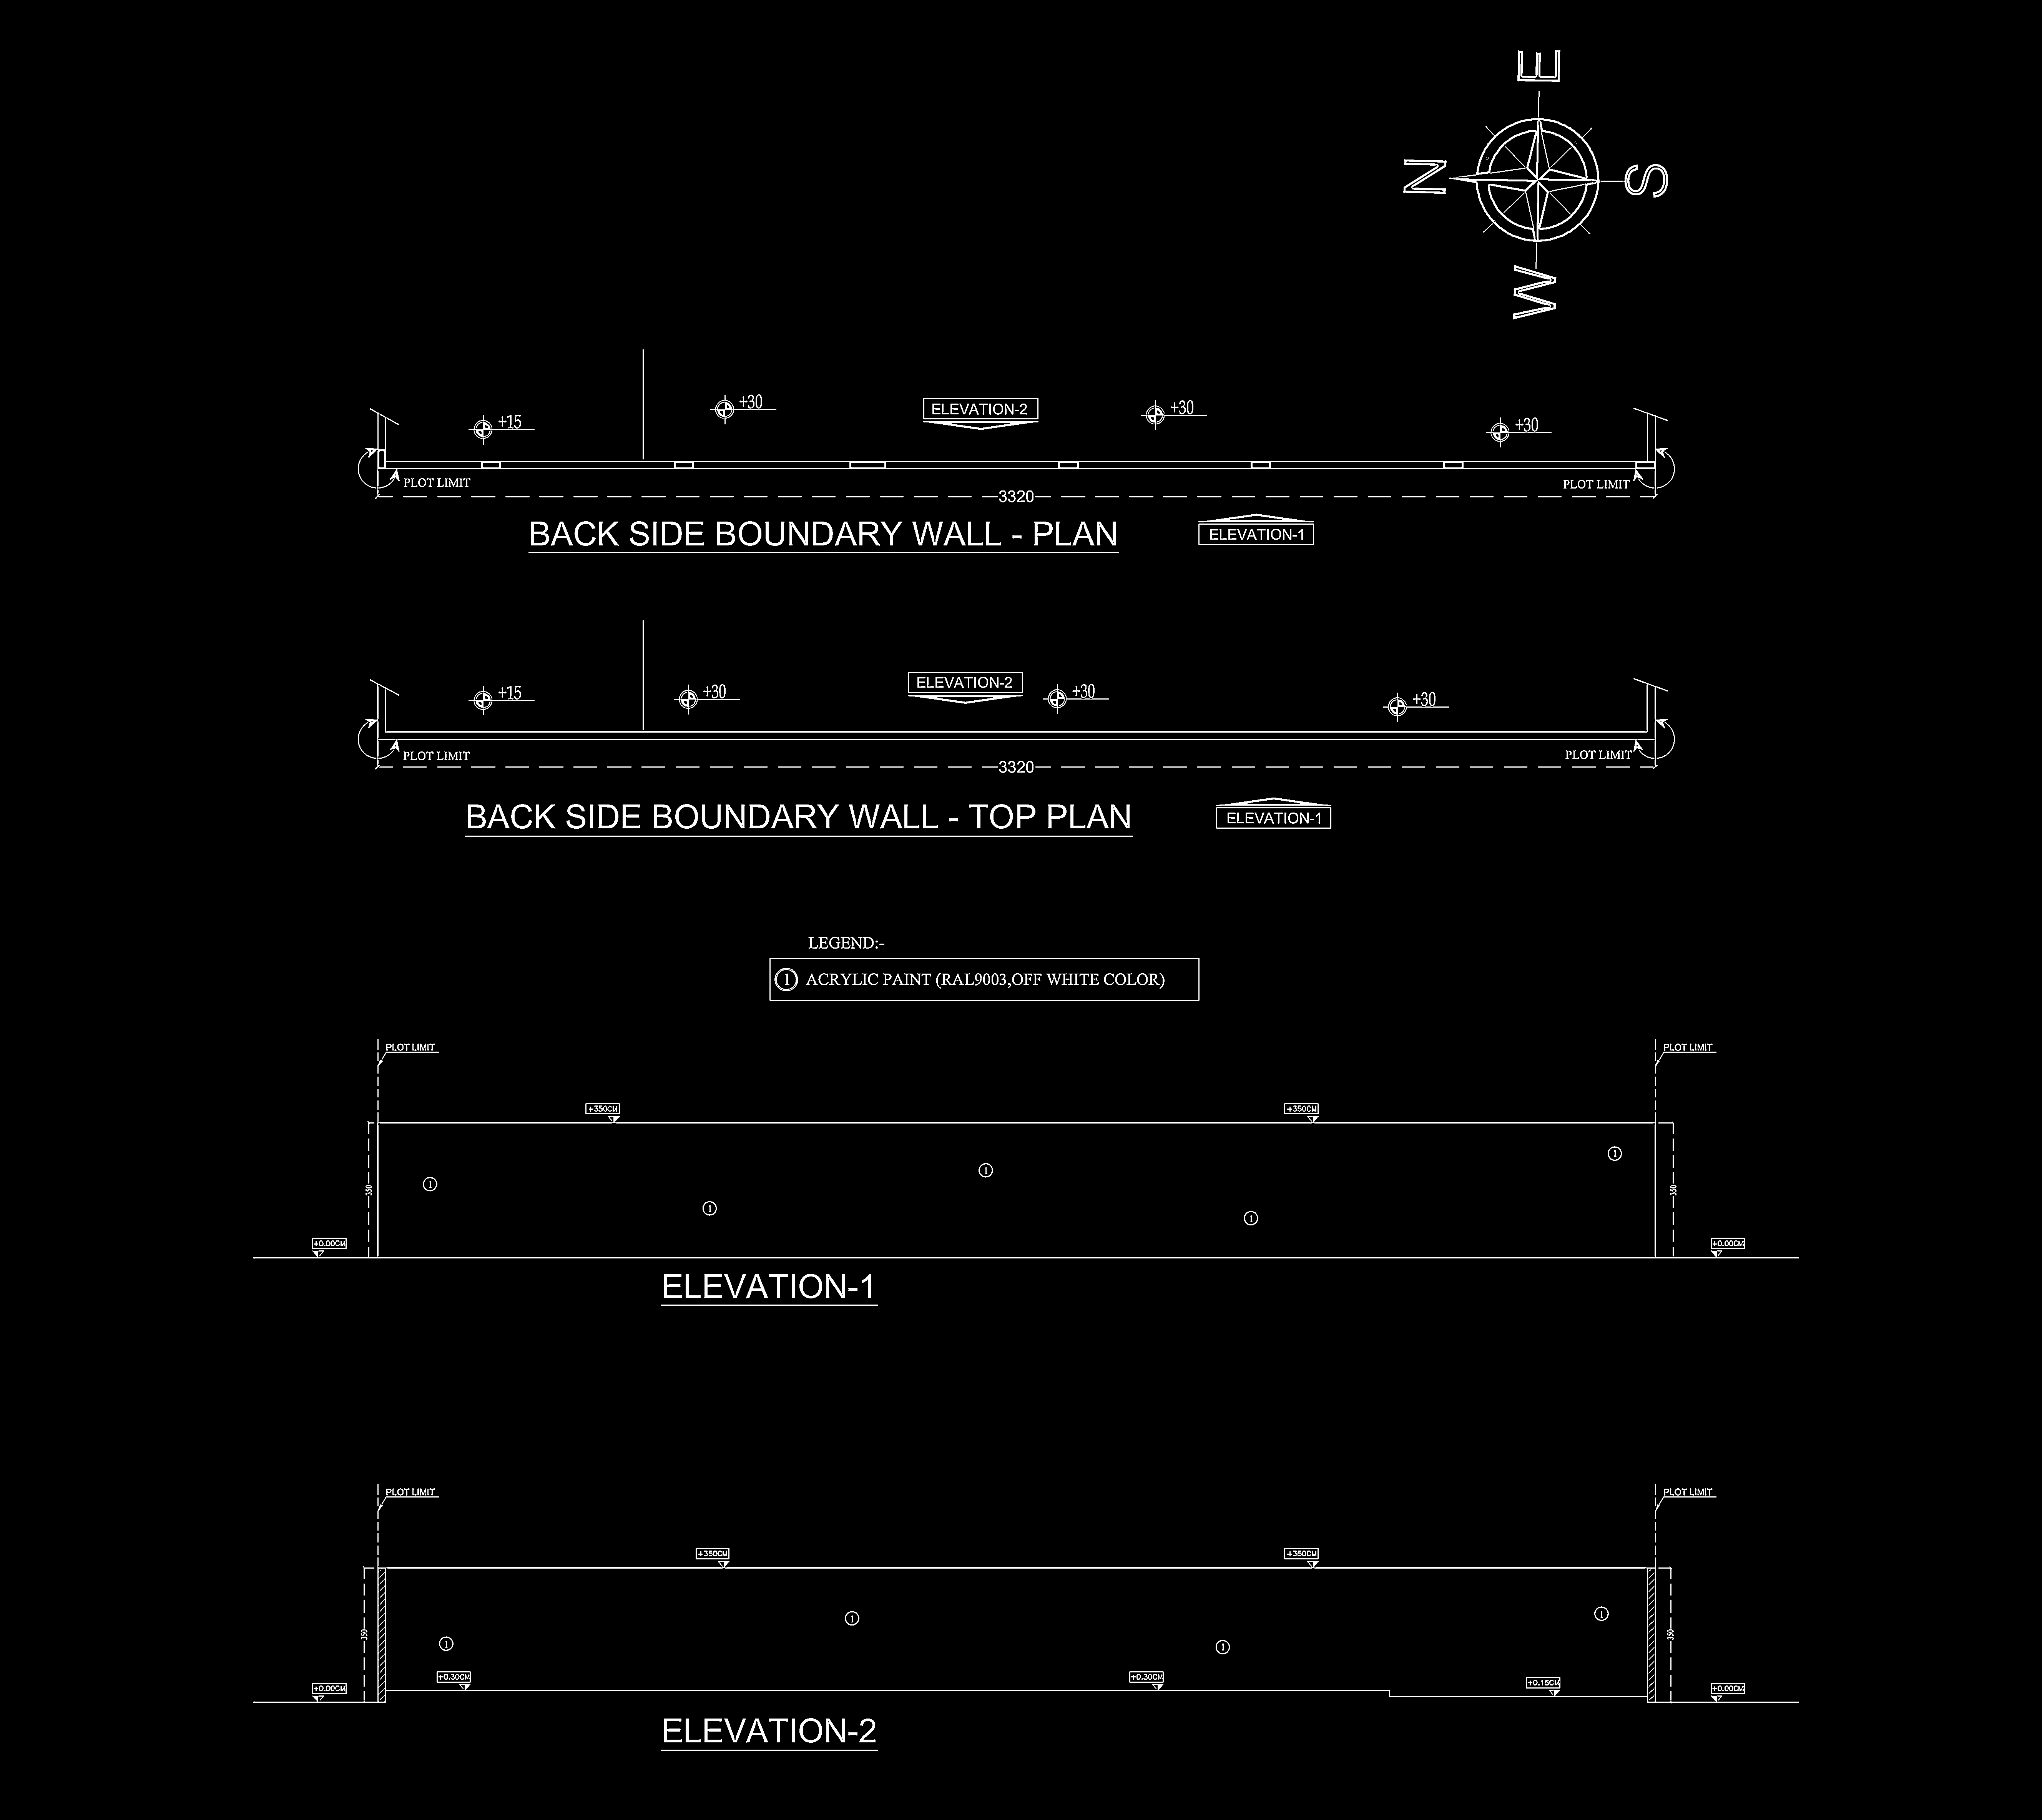 E
N
S
W
+15
+30
ELEVATION-2
+30
+30
PLOT LIMIT
PLOT LIMIT
3320
BACK SIDE BOUNDARY WALL - PLAN
ELEVATION-1
+15
+30
ELEVATION-2
+30
+30
PLOT LIMIT
PLOT LIMIT
3320
BACK SIDE BOUNDARY WALL - TOP PLAN
ELEVATION-1
LEGEND:-
1 ACRYLIC PAINT (RAL9003,OFF WHITE COLOR)
PLOT LIMIT
PLOT LIMIT
+350CM
+350CM
1
1
1
1
1
350
350
+0.00CM
+0.00CM
ELEVATION-1
PLOT LIMIT
PLOT LIMIT
+350CM
+350CM
1
1
1
1
350
350
+0.30CM
+0.30CM
+0.15CM
+0.00CM
+0.00CM
ELEVATION-2